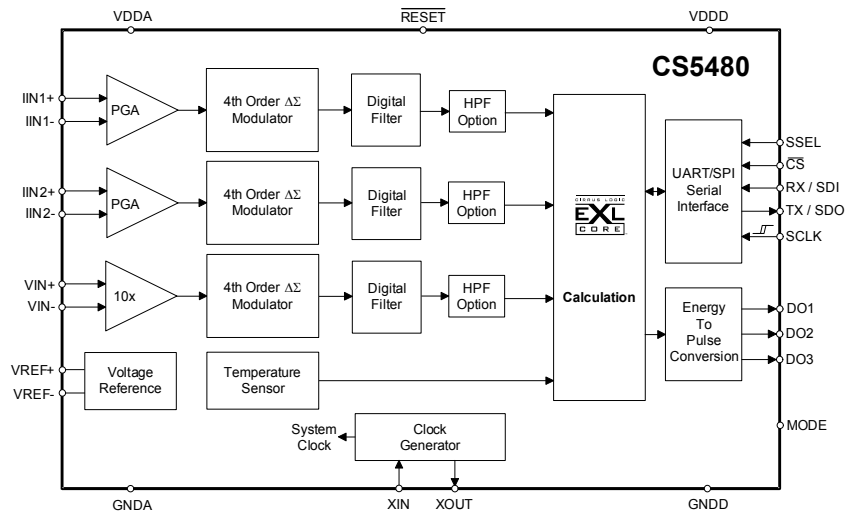 VDDA
RESET
VDDD
CS5480
IIN1+
IIN1-
PGA
4th Order ΔΣ
Modulator
Digital
Filter
HPF
Option
IIN2+
IIN2-
PGA
4th Order ΔΣ
Modulator
Digital
Filter
HPF
Option
VIN+
VIN-
10x
4th Order ΔΣ
Modulator
Digital
Filter
HPF
Option
VREF+
VREF-
Voltage
Reference
Temperature
Sensor
System
Clock
Clock
Generator
CIRRUS LOGIC
EXL
CORE
Calculation
UART/SPI
Serial
Interface
SSEL
CS
RX / SDI
TX / SDO
SCLK
Energy
To
Pulse
Conversion
DO1
DO2
DO3
MODE
GNDA
XIN
XOUT
GNDD